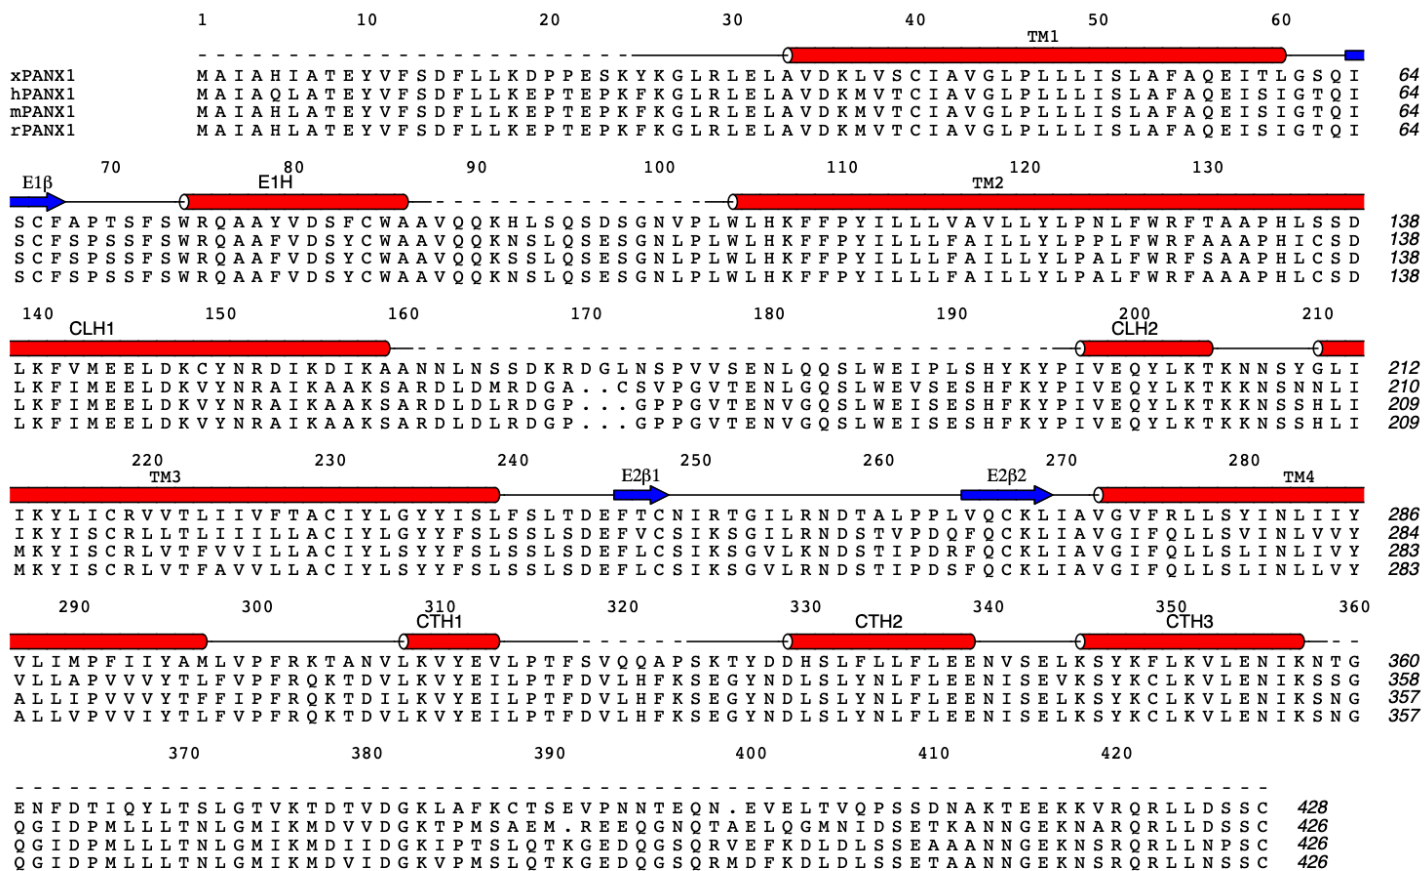 1 10 20 30 40 50 60
TM1
xPANX1 MAIAHIATEYVFSDFLLKDPPESKYKGLRLELAVDKLVSCIAVGLPLLLISLAFAQEITLGSQI 64
hPANX1 MAIAQLATEYVFSDFLLKEPTEPKFKGLRLELAVDKMVTCIAVGLPLLLISLAFAQEISIGTQI 64
mPANX1 MAIAHLATEYVFSDFLLKEPTEPKFKGLRLELAVDKMVTCIAVGLPLLLISLAFAQEISIGTQI 64
rPANX1 MAIAHLATEYVFSDFLLKEPTEPKFKGLRLELAVDKMVTCIAVGLPLLLISLAFAQEISIGTQI 64
70 80 90 100 110 120 130
E1β E1H TM2
SCFAPTSFSWRQAAYVDSFCWAAVQQKHLSQSDSGNVPLWLHKFFPYILLLVAVLLYLPNLFWRFTAAPHLSSD 138
SCFSPSSFSWRQAAFVDSYCWAAVQQKNSLQSESGNLPLWLHKFFPYILLLFAILLYLPPLFWRFAAAPHICSD 138
SCFSPSSFSWRQAAFVDSYCWAAVQQKSSLQSESGNLPLWLHKFFPYILLLFAILLYLPALFWRFSAAPHLCSD 138
SCFSPSSFSWRQAAFVDSYCWAAVQQKNSLQSESGNLPLWLHKFFPYILLLFAILLYLPALFWRFAAAPHLCSD 138
140 150 160 170 180 190 200 210
CLH1 CLH2
LKFVMEELDKCYNRDIKDIKAANNLNSSDKRDGLNSPVVSENLQQSLWEIPLSHYKYPIVEQYLKTKNNSYGLI 212
LKFIMEELDKVYNRAIKAAKSARDLDMRDGA..CSVPGVTENLGQSLWEVSESHFKYPIVEQYLKTKKNSNNLI 210
LKFIMEELDKVYNRAIKAAKSARDLDLRDGP...GPPGVTENVGQSLWEISESHFKYPIVEQYLKTKKNSSHLI 209
LKFIMEELDKVYNRAIKAAKSARDLDLRDGP...GPPGVTENVGQSLWEISESHFKYPIVEQYLKTKKNSSHLI 209
220 230 240 250 260 270 280
TM3 E2β1 E2β2 TM4
IKYLICRVVTLIIVFTACIYLGYYISLFSLTDEFTCNIRTGILRNDTALPPLVQCKLIAVGVFRLLSYINLIIY 286
IKYISCRLLTLIIILLACIYLGYYFSLSSLSDEFVCSIKSGILRNDSTVPDQFQCKLIAVGIFQLLSVINLVVY 284
MKYISCRLVTFVVILLACIYLSYYFSLSSLSDEFLCSIKSGVLKNDSTIPDRFQCKLIAVGIFQLLSLINLIVY 283
MKYISCRLVTFAVVLLACIYLSYYFSLSSLSDEFLCSIKSGVLRNDSTIPDSFQCKLIAVGIFQLLSLINLLVY 283
290 300 310 320 330 340 350 360
CTH1 CTH2 CTH3
VLIMPFIIYAMLVPFRKTANVLKVYEVLPTFSVQQAPSKTYDDHSLFLLFLEENVSELKSYKFLKVLENIKNTG 360
VLLAPVVVYTLFVPFRQKTDVLKVYEILPTFDVLHFKSEGYNDLSLYNLFLEENISEVKSYKCLKVLENIKSSG 358
ALLIPVVVYTFFIPFRQKTDILKVYEILPTFDVLHFKSEGYNDLSLYNLFLEENISELKSYKCLKVLENIKSNG 357
ALLVPVVIYTLFVPFRQKTDVLKVYEILPTFDVLHFKSEGYNDLSLYNLFLEENISELKSYKCLKVLENIKSNG 357
370 380 390 400 410 420
ENFDTIQYLTSLGTVKTDTVDGKLAFKCTSEVPNNTEQN.EVELTVQPSSDNAKTEEKKVRQRLLDSSC 428
QGIDPMLLLTNLGMIKMDVVDGKTPMSAEM.REEQGNQTAELQGMNIDSETKANNGEKNARQRLLDSSC 426
QGIDPMLLLTNLGMIKMDIIDGKIPTSLQTKGEDQGSQRVEFKDLDLSSEAAANNGEKNSRQRLLNPSC 426
QGIDPMLLLTNLGMIKMDVIDGKVPMSLQTKGEDQGSQRMDFKDLDLSSETAANNGEKNSRQRLLNPSC 426